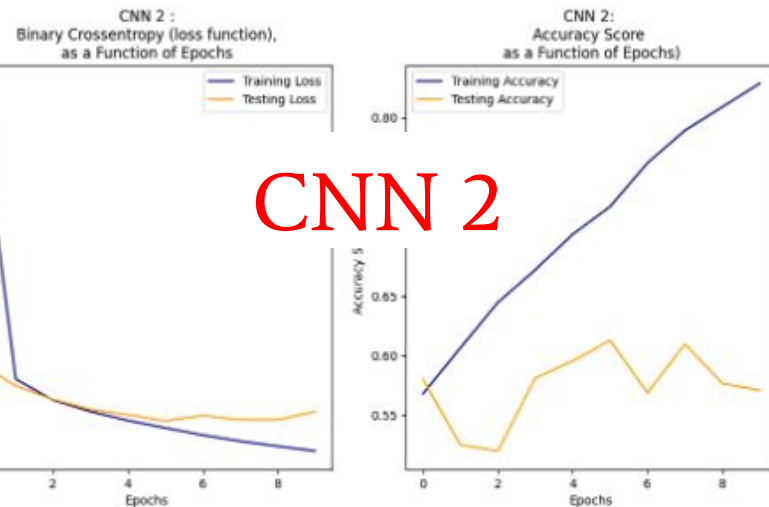 CNN 2 :
Binary Crossentropy (loss function),
as a Function of Epochs
Training Loss
Testing Loss
2
4
6
8
Epochs
CNN 2:
Accuracy Score
as a Function of Epochs)
Training Accuracy
Testing Accuracy
0.80
0.65
0.60
0.55
Accuracy S
0
2
4
6
8
Epochs
CNN 2